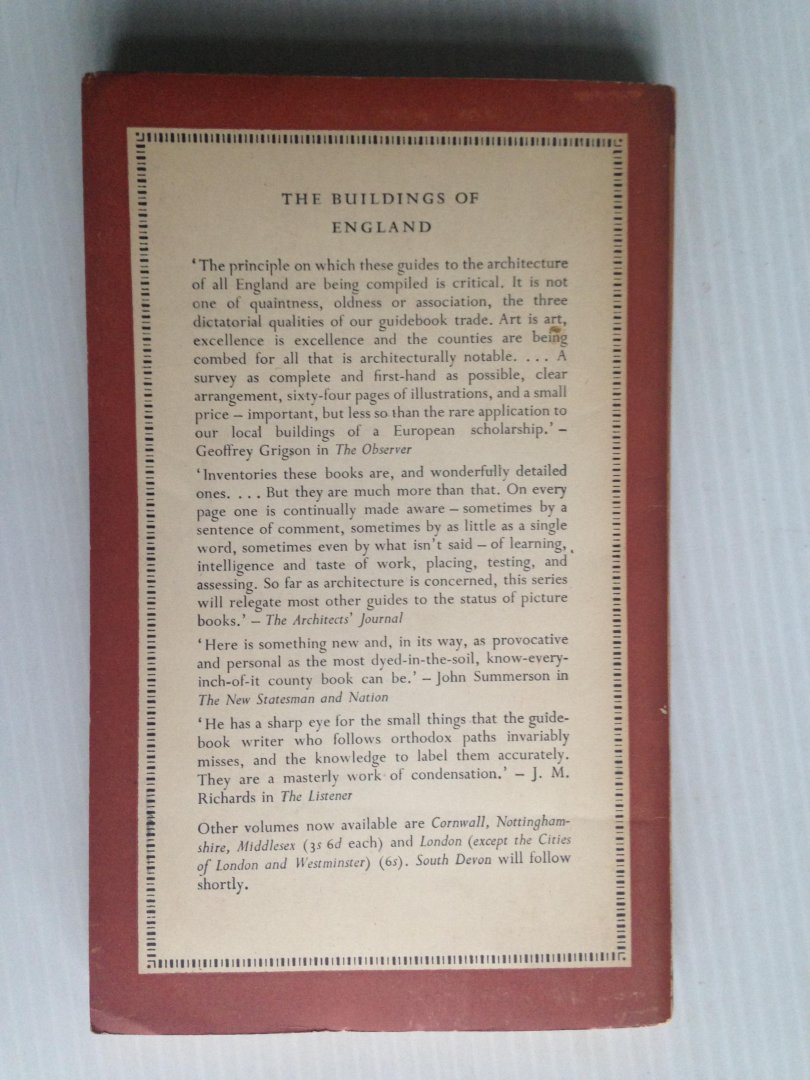 THE BUILDINGS OF
ENGLAND
‘The principle on which these guides to the architecture
of all England are being compiled is critical. It is not
one of quaintness, oldness or association, the three
dictatorial qualities of our guidebook trade. Art is art,
excellence is excellence and the counties are being
combed for all that is architecturally notable. . . . A
survey as complete and first-hand as possible, clear
arrangement, sixty-four pages of illustrations, and a small
price – important, but less so than the rare application to
our local buildings of a European scholarship.’ –
Geoffrey Grigson in The Observer
‘Inventories these books are, and wonderfully detailed
ones. . . . But they are much more than that. On every
page one is continually made aware – sometimes by a
sentence of comment, sometimes by as little as a single
word, sometimes even by what isn’t said – of learning,
intelligence and taste of work, placing, testing, and
assessing. So far as architecture is concerned, this series
will relegate most other guides to the status of picture
books.’ – The Architects’ Journal
‘Here is something new and, in its way, as provocative
and personal as the most dyed-in-the-soil, know-every-
inch-of-it county book can be.’ – John Summerson in
The New Statesman and Nation
‘He has a sharp eye for the small things that the guide-
book writer who follows orthodox paths invariably
misses, and the knowledge to label them accurately.
They are a masterly work of condensation.’ – J. M.
Richards in The Listener
Other volumes now available are Cornwall, Nottingham-
shire, Middlesex (3s 6d each) and London (except the Cities
of London and Westminster) (6s). South Devon will follow
shortly.